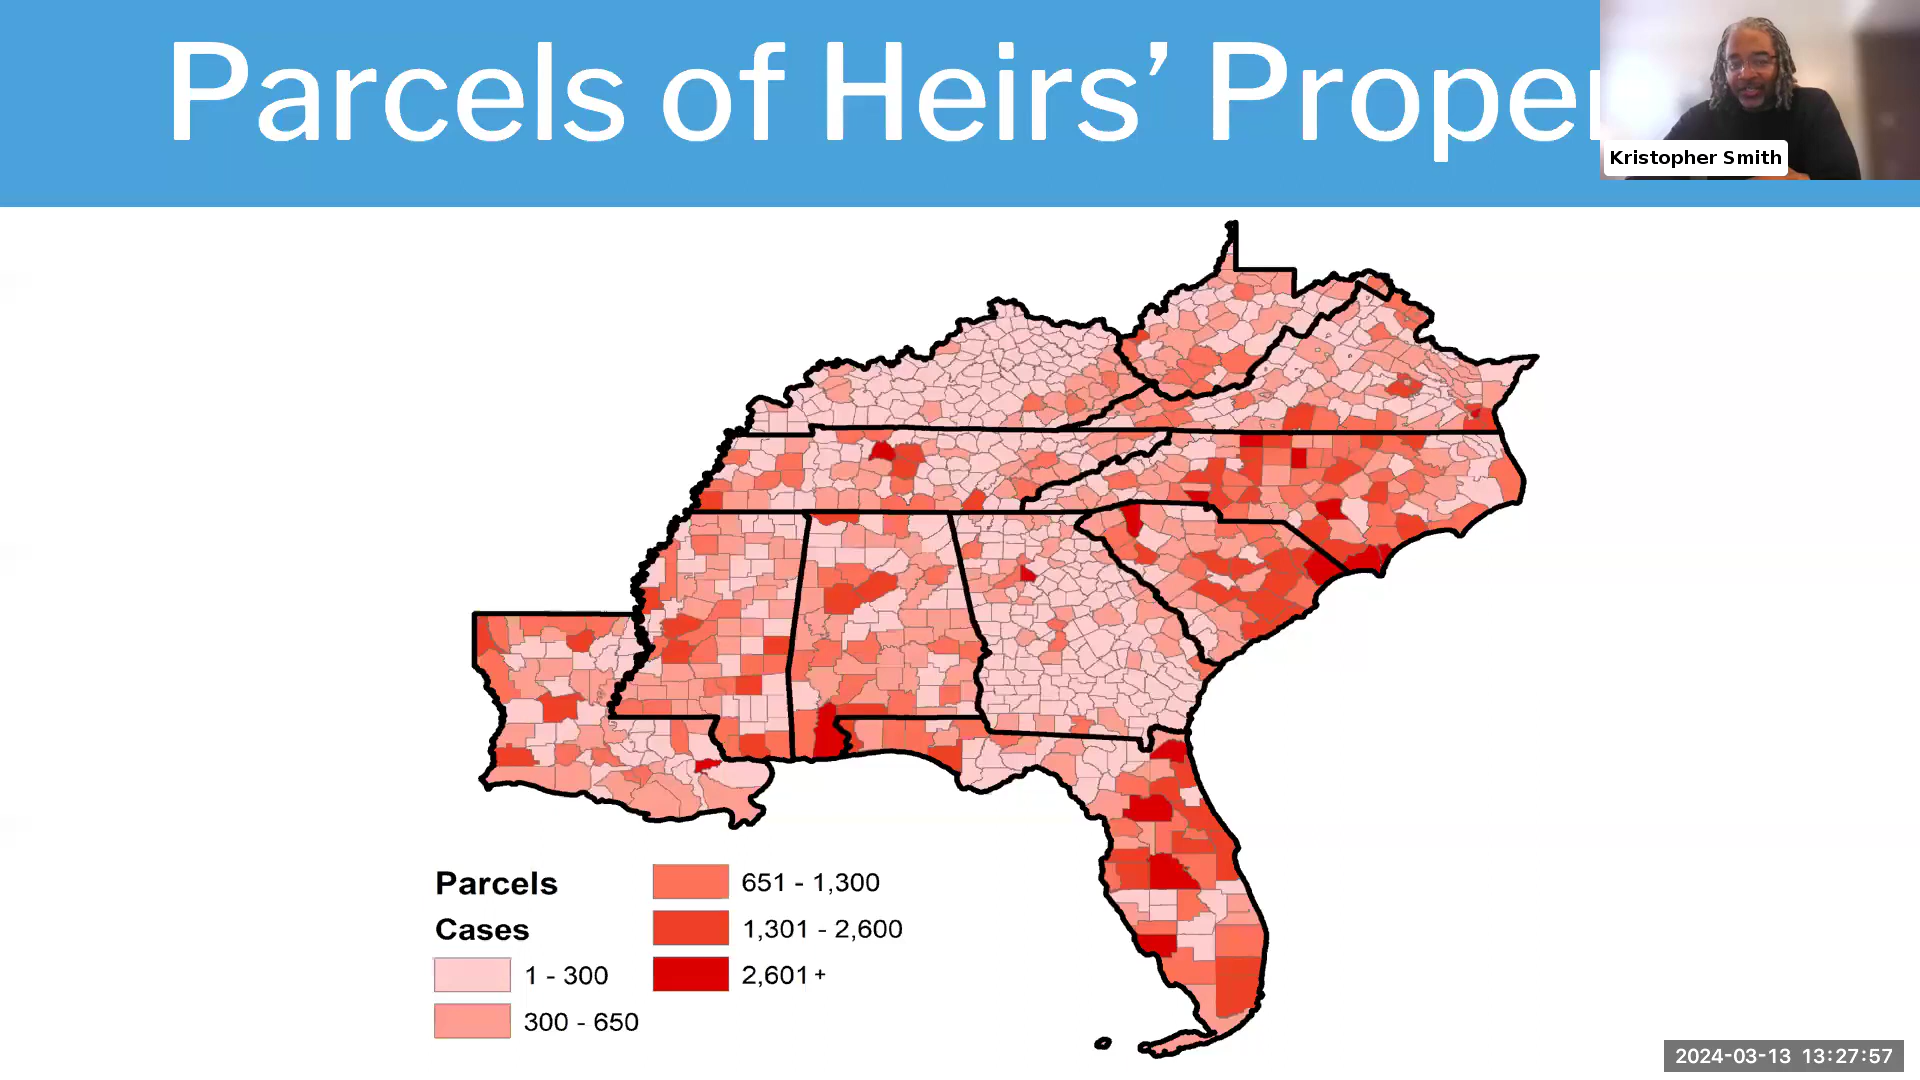 Parcels of Heirs’ Proper
Kristopher Smith
Parcels
Cases
1 - 300
300 - 650
651 - 1,300
1,301 - 2,600
2,601+
2024-03-13 13:27:57